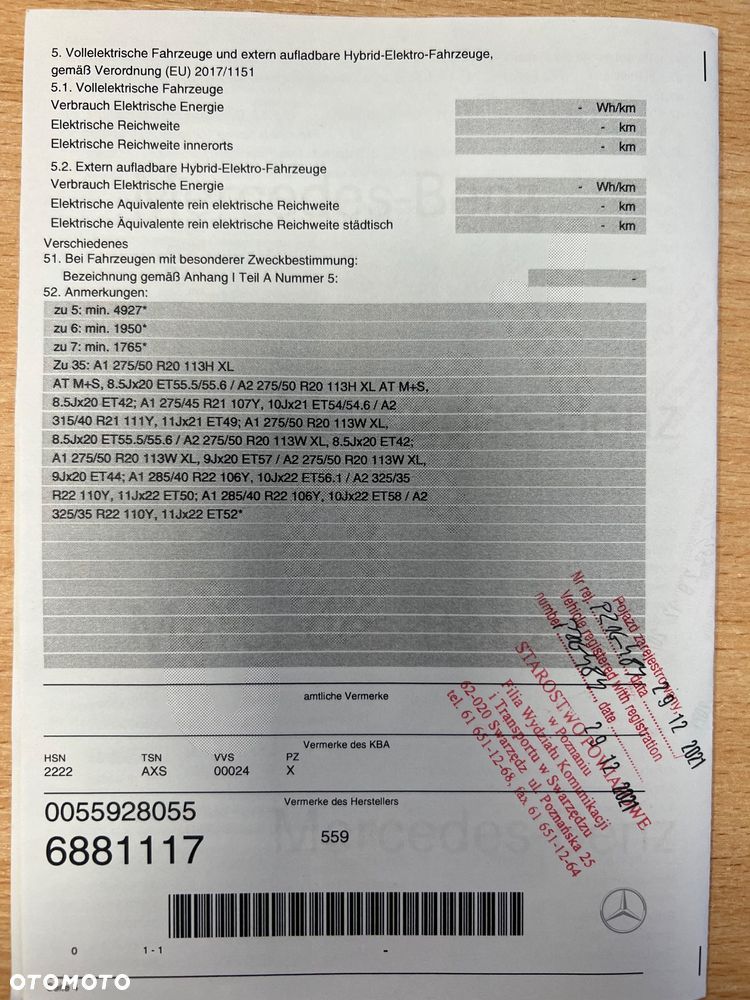 5. Vollelektrische Fahrzeuge und extern aufladbare Hybrid-Elektro-Fahrzeuge,
gemäß Verordnung (EU) 2017/1151
5.1. Vollelektrische Fahrzeuge
Verbrauch Elektrische Energie - Wh/km
Elektrische Reichweite - km
Elektrische Reichweite innerorts - km
5.2. Extern aufladbare Hybrid-Elektro-Fahrzeuge
Verbrauch Elektrische Energie - Wh/km
Elektrische Aquivalente rein elektrische Reichweite - km
Elektrische Äquivalente rein elektrische Reichweite städtisch - km
Verschiedenes
51. Bei Fahrzeugen mit besonderer Zweckbestimmung:
Bezeichnung gemäß Anhang I Teil A Nummer 5: -
52. Anmerkungen:
zu 5: min. 4927*
zu 6: min. 1950*
zu 7: min. 1765*
Zu 35: A1 275/50 R20 113H XL
AT M+S, 8.5Jx20 ET55.5/55.6 / A2 275/50 R20 113H XL AT M+S,
8.5Jx20 ET42; A1 275/45 R21 107Y, 10Jx21 ET54/54.6 / A2
315/40 R21 111Y, 11Jx21 ET49; A1 275/50 R20 113W XL,
8.5Jx20 ET55.5/55.6 / A2 275/50 R20 113W XL, 8.5Jx20 ET42;
A1 275/50 R20 113W XL, 9Jx20 ET57 / A2 275/50 R20 113W XL,
9Jx20 ET44; A1 285/40 R22 106Y, 10Jx22 ET56.1 / A2 325/35
R22 110Y, 11Jx22 ET50; A1 285/40 R22 106Y, 10Jx22 ET58 / A2
325/35 R22 110Y, 11Jx22 ET52*
Pojazd zarejestrowany,
Nr rej. data 29 12 2021
Vehicle registered with registration
number date 29 12 2021
STAROSTWO POWIATOWE
w Poznaniu
Filia Wydziału Komunikacji
i Transportu w Swarzędzu
62-020 Swarzędz ul. Poznańska 25
tel. 61 651-12-68, fax 61 651-12-64
amtliche Vermerke
Vermerke des KBA
HSN TSN VVS PZ
2222 AXS 00024 X
Vermerke des Herstellers
0055928055
6881117 559
Mercedes-Benz
0 1 - 1 -
OTOMOTO